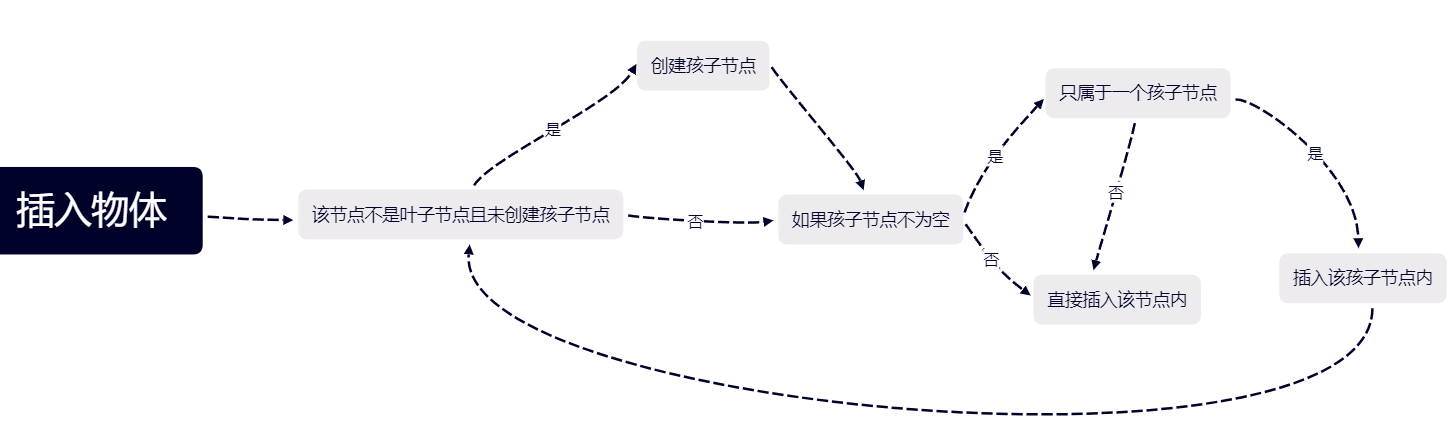 插入物体
该节点不是叶子节点且未创建孩子节点
是
创建孩子节点
否
如果孩子节点不为空
是
只属于一个孩子节点
否
否
直接插入该节点内
是
插入该孩子节点内